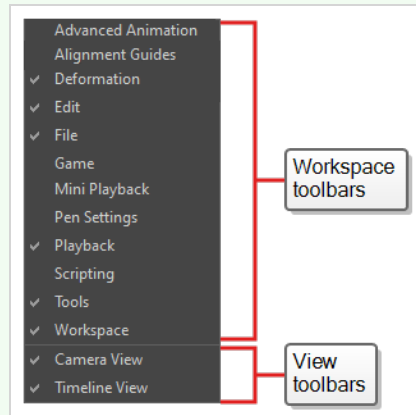 Advanced Animation
Alignment Guides
Deformation
Edit
File
Game
Mini Playback
Pen Settings
Playback
Scripting
Tools
Workspace
Camera View
Timeline View
Workspace
toolbars
View
toolbars